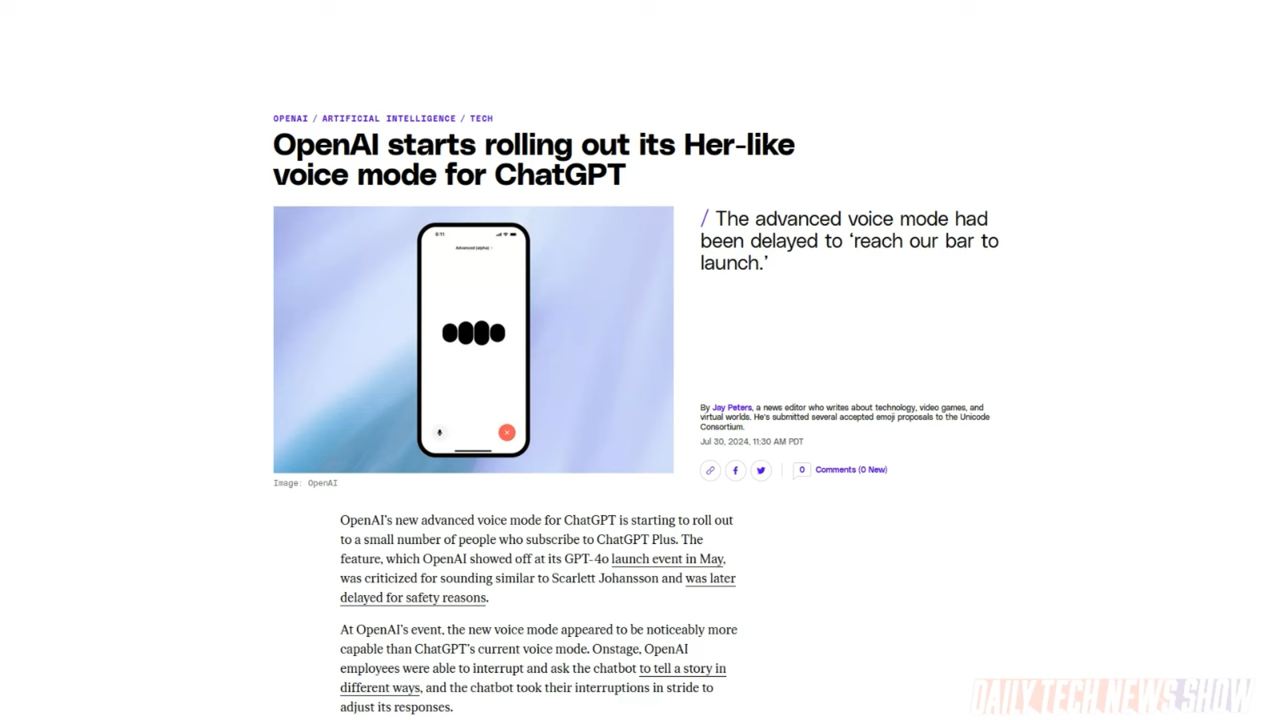 OPENAI / ARTIFICIAL INTELLIGENCE / TECH
OpenAI starts rolling out its Her-like
voice mode for ChatGPT
9:11
Advanced (alpha)
/ The advanced voice mode had
been delayed to ‘reach our bar to
launch.’
By Jay Peters, a news editor who writes about technology, video games, and
virtual worlds. He's submitted several accepted emoji proposals to the Unicode
Consortium.
Jul 30, 2024, 11:30 AM PDT
0 Comments (0 New)
Image: OpenAI
OpenAI’s new advanced voice mode for ChatGPT is starting to roll out
to a small number of people who subscribe to ChatGPT Plus. The
feature, which OpenAI showed off at its GPT-4o launch event in May,
was criticized for sounding similar to Scarlett Johansson and was later
delayed for safety reasons.
At OpenAI’s event, the new voice mode appeared to be noticeably more
capable than ChatGPT’s current voice mode. Onstage, OpenAI
employees were able to interrupt and ask the chatbot to tell a story in
different ways, and the chatbot took their interruptions in stride to
adjust its responses.
DAILY TECH NEWS SHOW